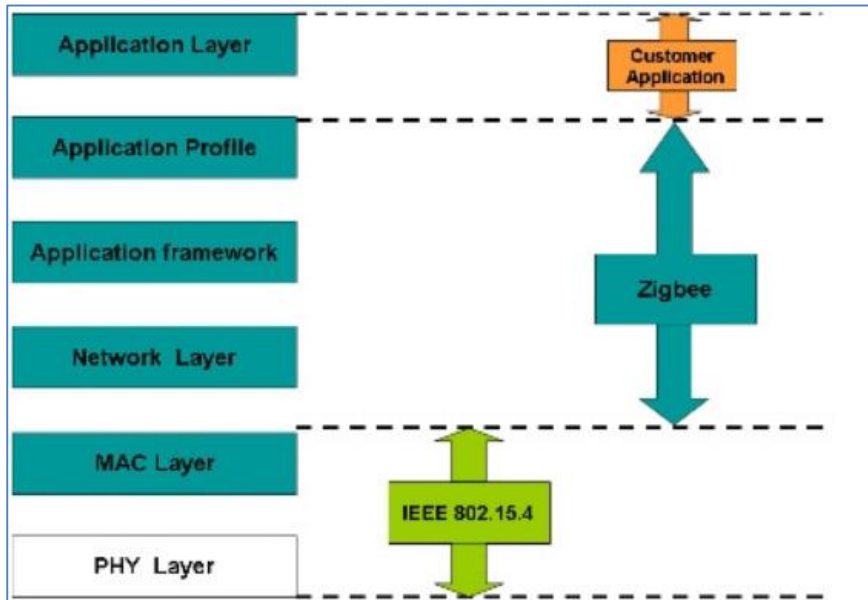 Application Layer
Customer
Application
Application Profile
Application framework
Zigbee
Network Layer
MAC Layer
IEEE 802.15.4
PHY Layer